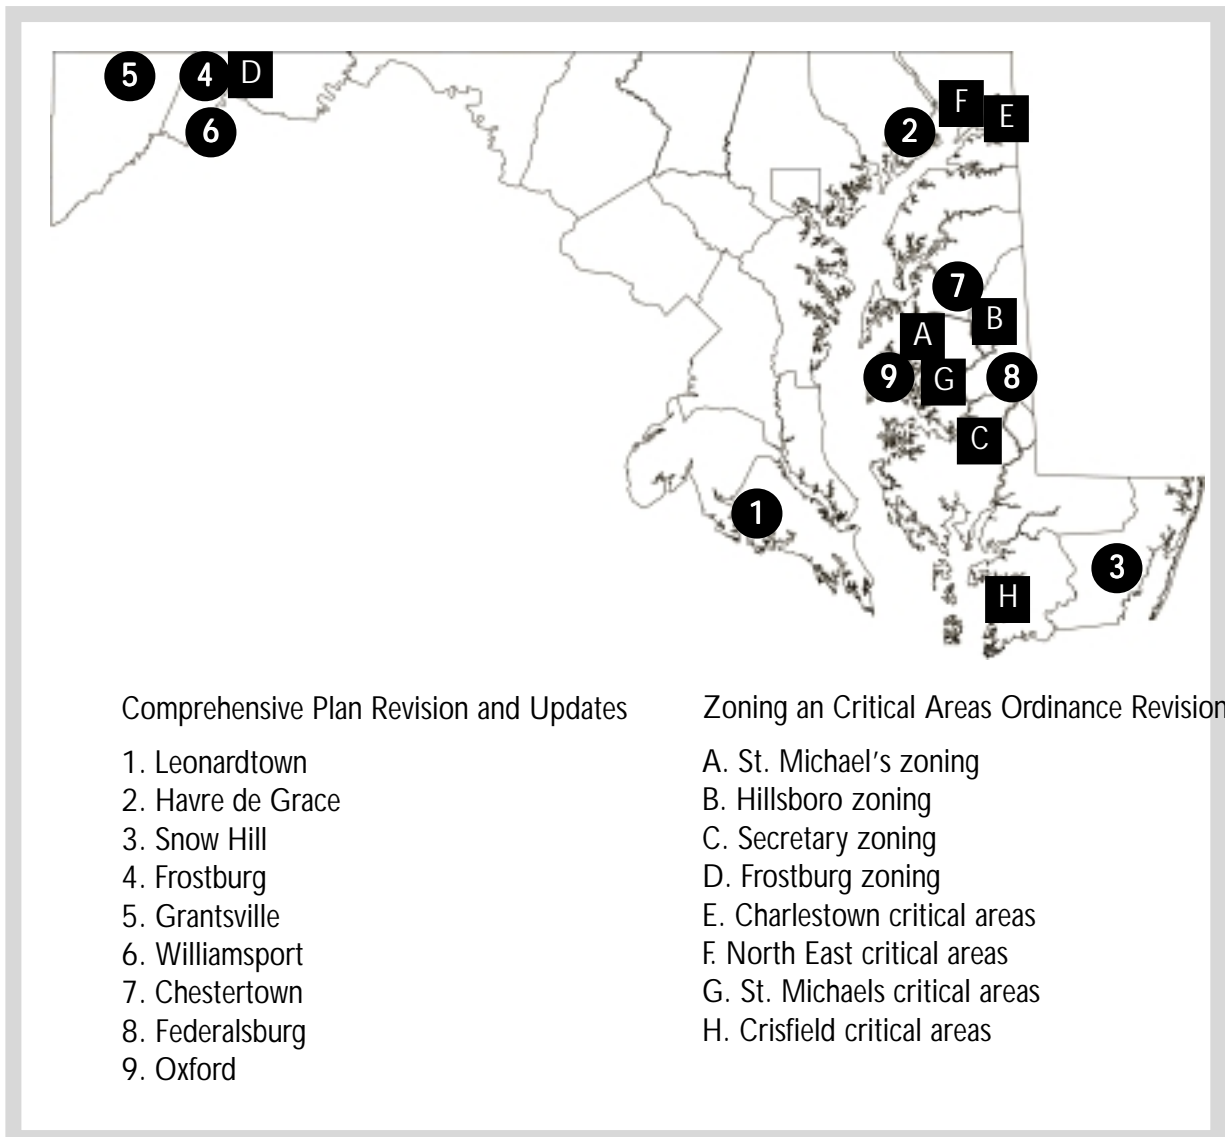 5
4
D
6
F
E
2
7
B
A
9
G
8
C
1
3
H
Comprehensive Plan Revision and Updates
1. Leonardtown
2. Havre de Grace
3. Snow Hill
4. Frostburg
5. Grantsville
6. Williamsport
7. Chestertown
8. Federalsburg
9. Oxford
Zoning an Critical Areas Ordinance Revision
A. St. Michael's zoning
B. Hillsboro zoning
C. Secretary zoning
D. Frostburg zoning
E. Charlestown critical areas
F. North East critical areas
G. St. Michaels critical areas
H. Crisfield critical areas